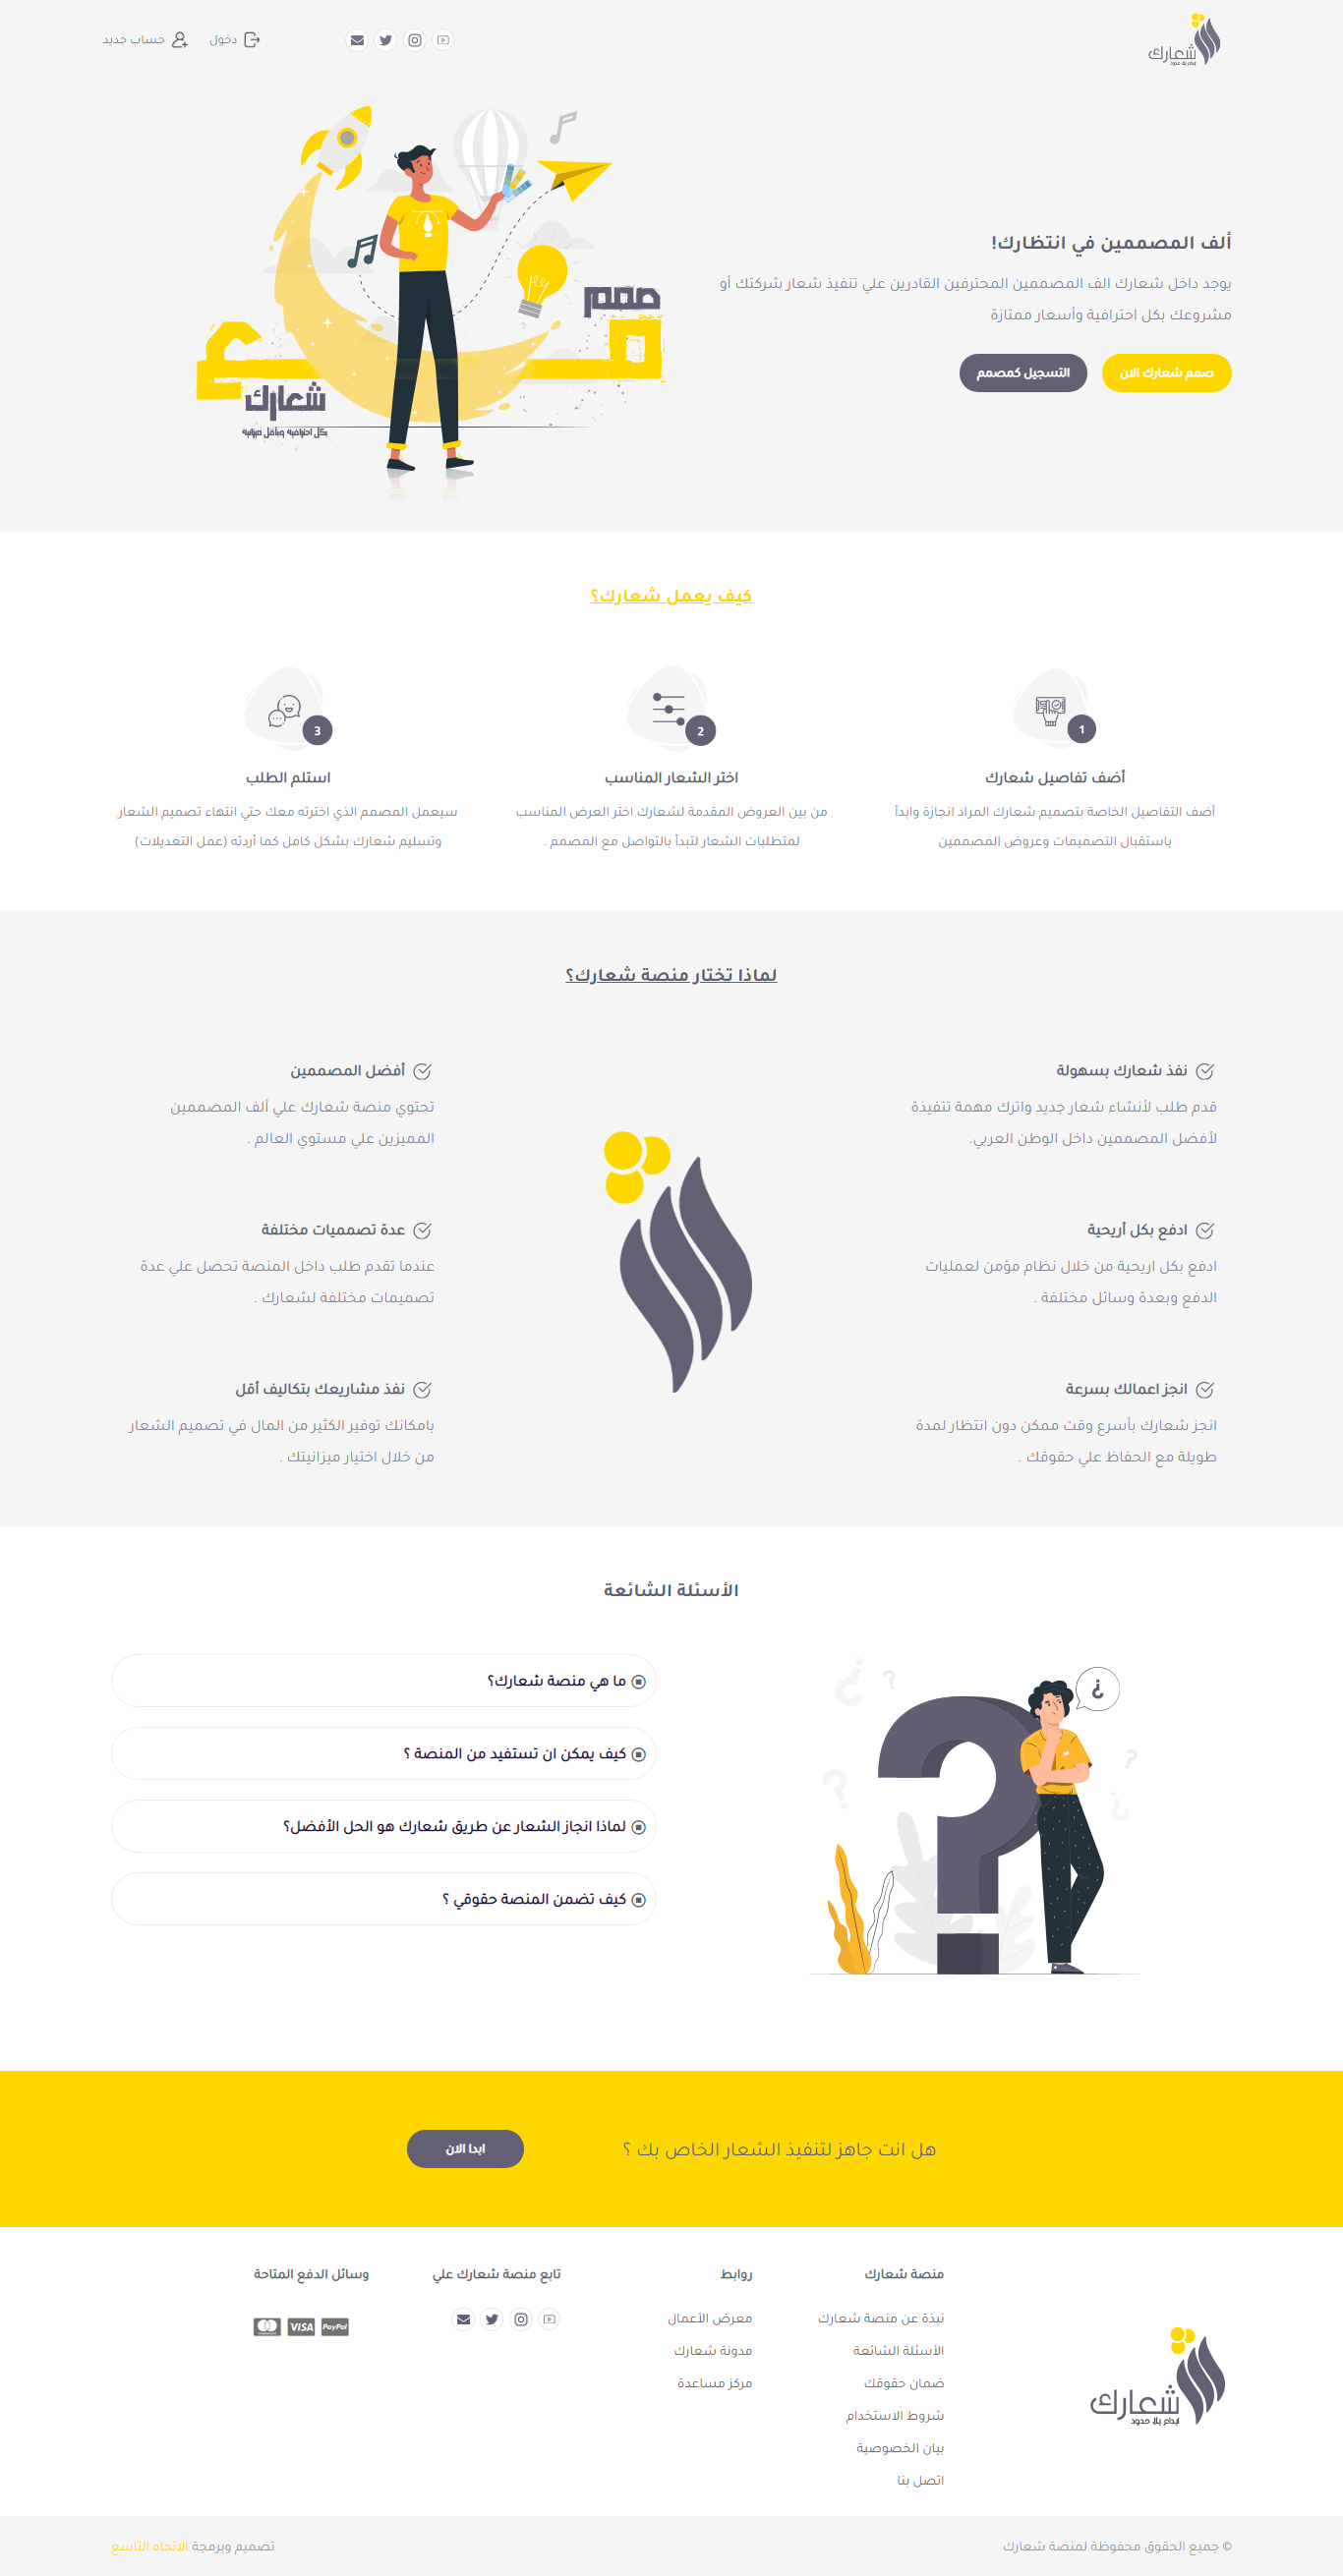 شعارك
إبداع بلا حدود
دخول
حساب جديد
ألف المصممين في انتظارك!
يوجد داخل شعارك الف المصممين المحترفين القادرين علي تنفيذ شعار شركتك أو
مشروعك بكل احترافية وأسعار ممتازة
صمم شعارك الان
التسجيل كمصمم
صمم
مع
شعارك
بكل احترافية وبأقل ميزانية
كيف يعمل شعارك؟
1
أضف تفاصيل شعارك
أضف التفاصيل الخاصة بتصميم شعارك المراد انجازة وابدأ
باستقبال التصميمات وعروض المصممين
2
اختر الشعار المناسب
من بين العروض المقدمة لشعارك اختر العرض المناسب
لمتطلبات الشعار لتبدأ بالتواصل مع المصمم .
3
استلم الطلب
سيعمل المصمم الذي اخترته معك حتي انتهاء تصميم الشعار
وتسليم شعارك بشكل كامل كما أردته (عمل التعديلات)
لماذا تختار منصة شعارك؟
نفذ شعارك بسهولة
قدم طلب لأنشاء شعار جديد واترك مهمة تنفيذة
لأفضل المصممين داخل الوطن العربي.
ادفع بكل أريحية
ادفع بكل اريحية من خلال نظام مؤمن لعمليات
الدفع وبعدة وسائل مختلفة .
انجز اعمالك بسرعة
انجز شعارك بأسرع وقت ممكن دون انتظار لمدة
طويلة مع الحفاظ علي حقوقك .
أفضل المصممين
تحتوي منصة شعارك علي ألف المصممين
المميزين علي مستوي العالم .
عدة تصمميات مختلفة
عندما تقدم طلب داخل المنصة تحصل علي عدة
تصميمات مختلفة لشعارك .
نفذ مشاريعك بتكاليف أقل
بامكانك توفير الكثير من المال في تصميم الشعار
من خلال اختيار ميزانيتك .
الأسئلة الشائعة
ما هي منصة شعارك؟
كيف يمكن ان تستفيد من المنصة ؟
لماذا انجاز الشعار عن طريق شعارك هو الحل الأفضل؟
كيف تضمن المنصة حقوقي ؟
هل انت جاهز لتنفيذ الشعار الخاص بك ؟
ابدا الان
شعارك
إبداع بلا حدود
منصة شعارك
نبذة عن منصة شعارك
الأسئلة الشائعة
ضمان حقوقك
شروط الاستخدام
بيان الخصوصية
اتصل بنا
روابط
معرض الأعمال
مدونة شعارك
مركز مساعدة
تابع منصة شعارك علي
وسائل الدفع المتاحة
PayPal
VISA
© جميع الحقوق محفوظة لمنصة شعارك
تصميم وبرمجة الاتجاه التاسع